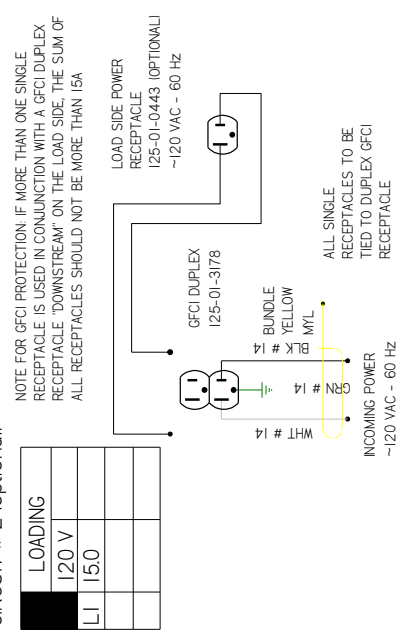 NOTE FOR GFCI PROTECTION: IF MORE THAN ONE SINGLE
RECEPTACLE IS USED IN CONJUNCTION WITH A GFCI DUPLEX
RECEPTACLE "DOWNSTREAM" ON THE LOAD SIDE, THE SUM OF
ALL RECEPTACLES SHOULD NOT BE MORE THAN 15A
LOADING
120 V
L1 15.0
LOAD SIDE POWER
RECEPTACLE
125-01-0443 (OPTIONAL)
~120 VAC - 60 Hz
GFCI DUPLEX
125-01-3178
BUNDLE
YELLOW
MYL
WHT # 14
GRN # 14
BLK # 14
INCOMING POWER
~120 VAC - 60 Hz
ALL SINGLE
RECEPTACLES TO BE
TIED TO DUPLEX GFCI
RECEPTACLE